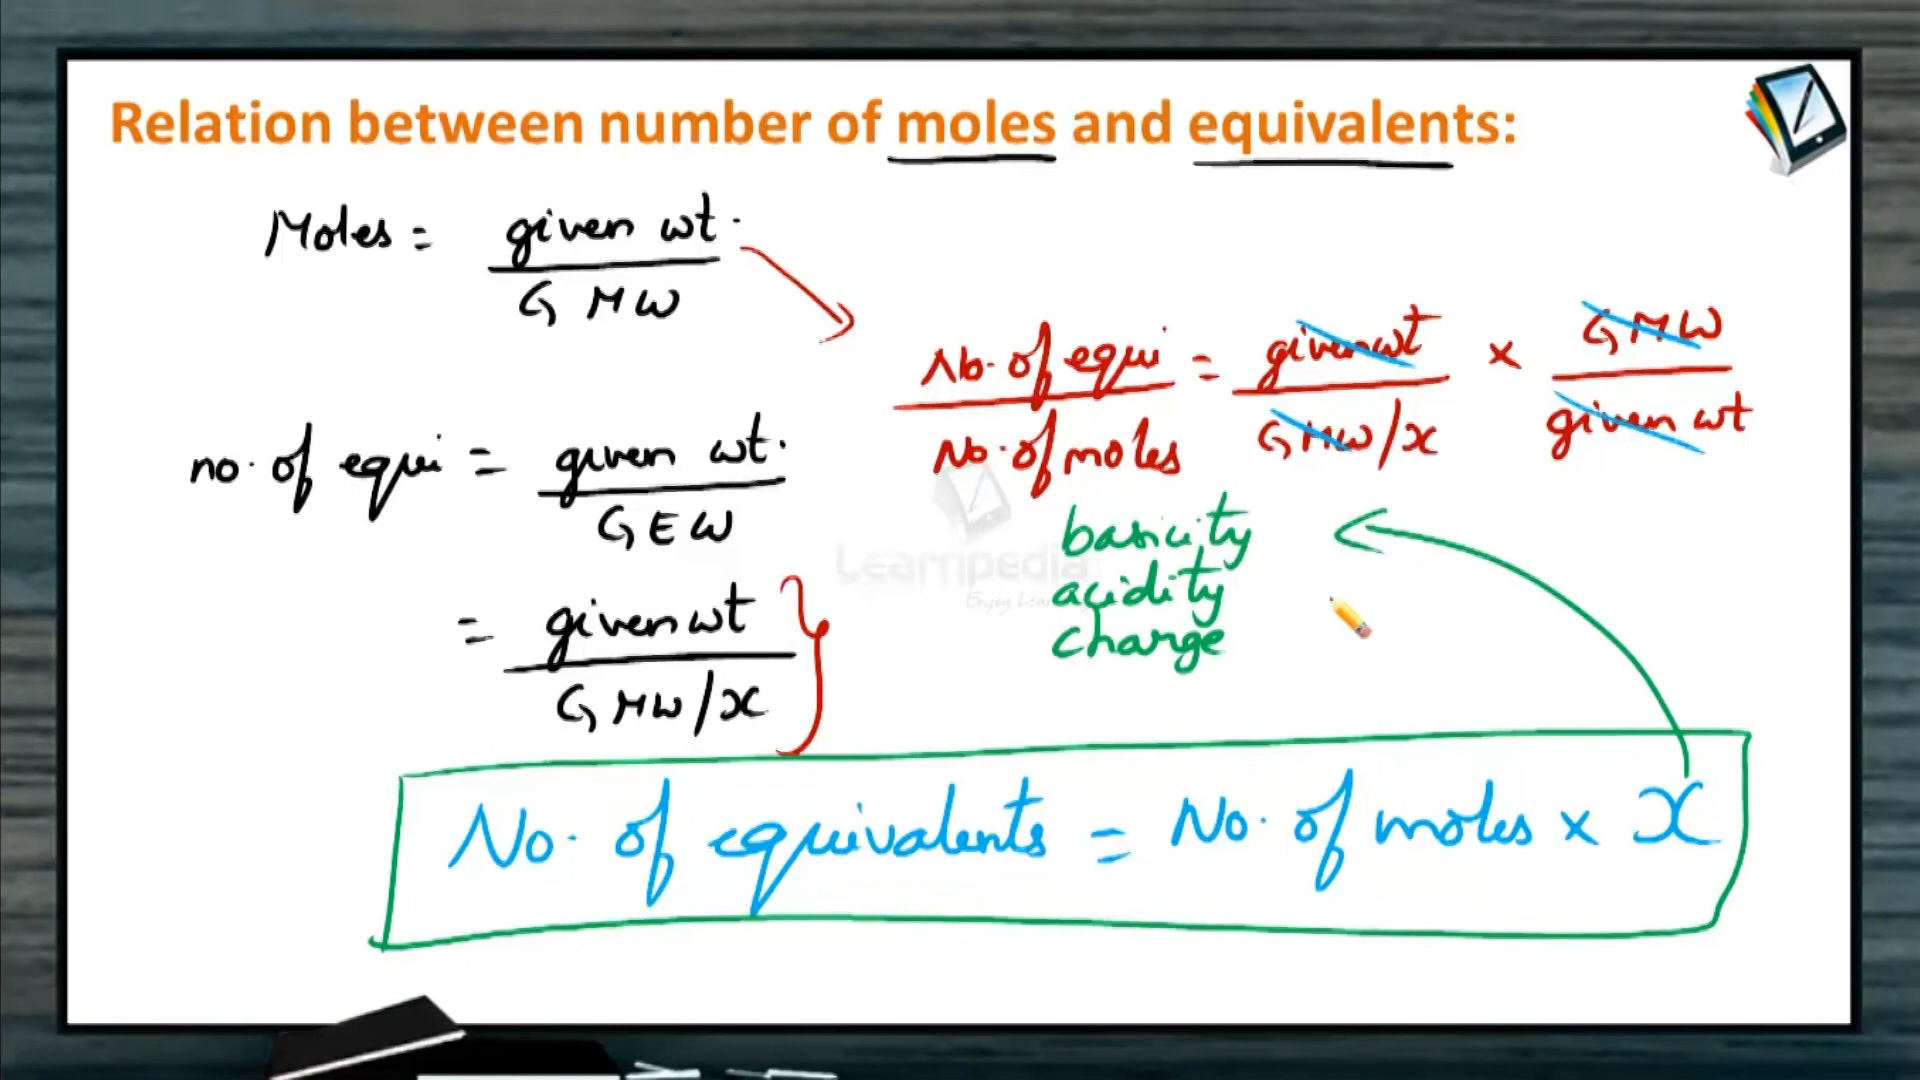 Relation between number of moles and equivalents:
Moles = given wt.
GMW
no. of equi = given wt.
GEW
= given wt
GMW/x
No. of equi = given wt × GMW
No. of moles GMW/x given wt
Learnpedia
basicity
acidity
charge
No. of equivalents = No. of moles × x